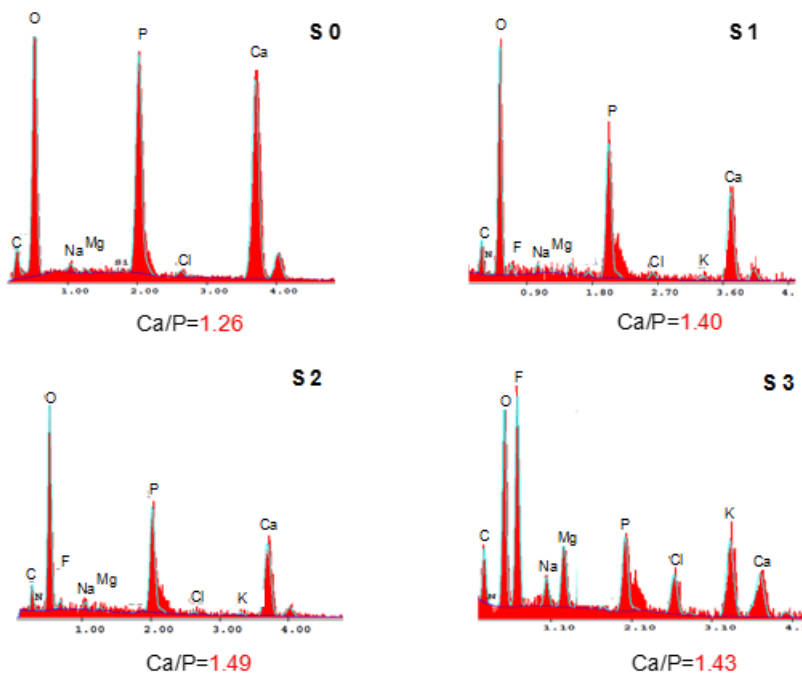 S 0
O
P
Ca
C
Na
Mg
Si
Cl
1.00 2.00 3.00 4.00
Ca/P=1.26
S 1
O
P
Ca
C
N
F
Na
Mg
Cl
K
0.90 1.80 2.70 3.60 4.
Ca/P=1.40
S 2
O
P
Ca
C
N
F
Na
Mg
Cl
K
1.00 2.00 3.00 4.00
Ca/P=1.49
S 3
F
O
C
N
Na
Mg
P
Cl
K
Ca
1.10 2.10 3.10 4.
Ca/P=1.43